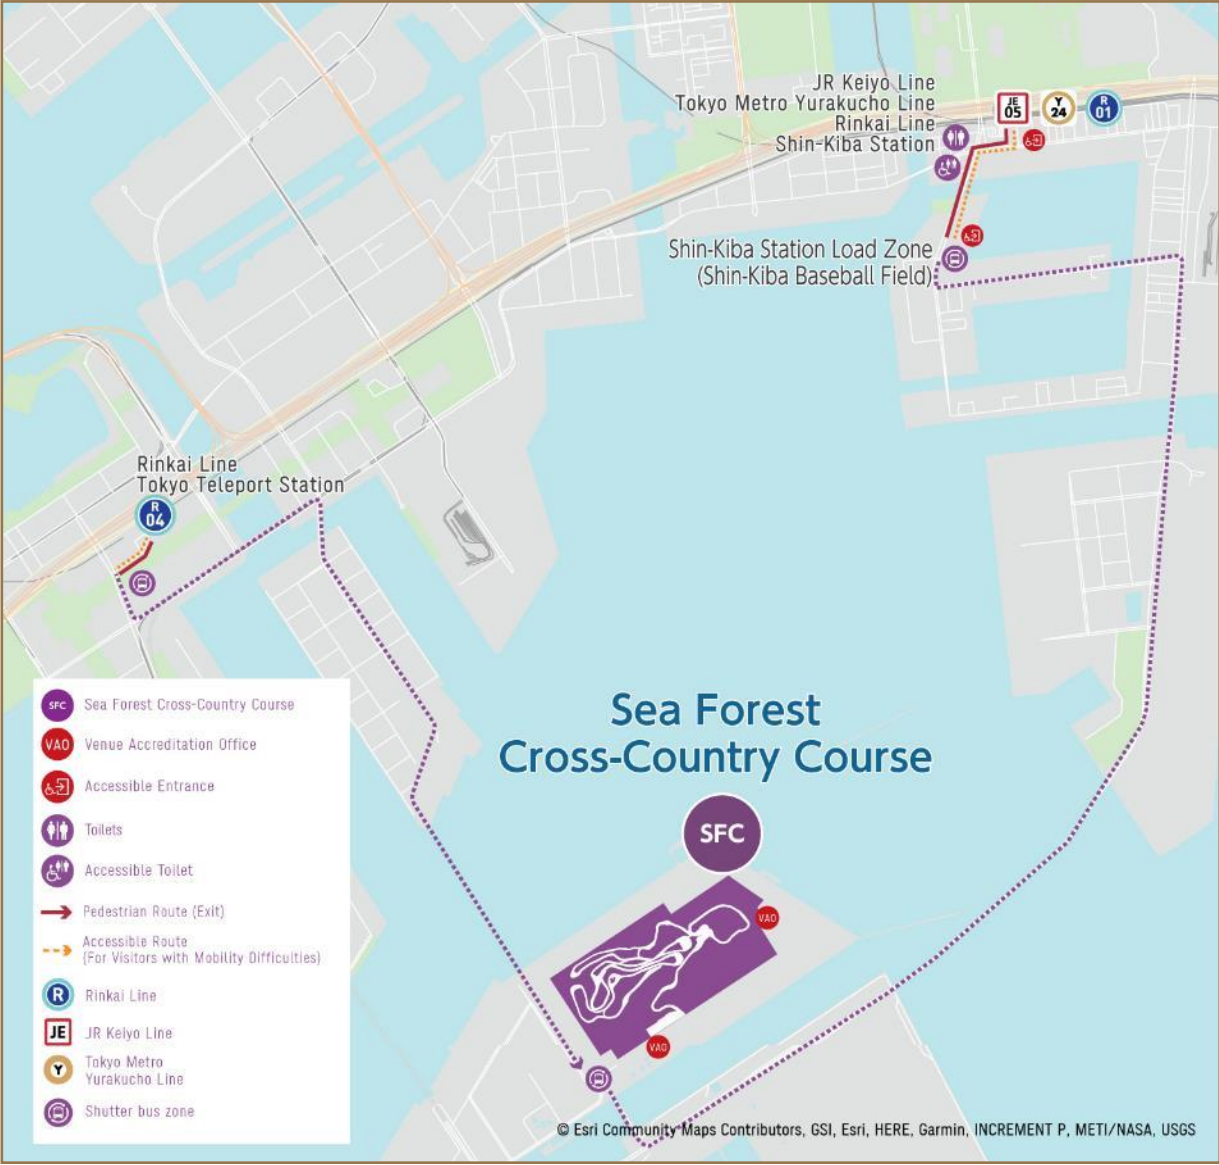 JR Keiyo Line
Tokyo Metro Yurakucho Line
Rinkai Line
Shin-Kiba Station
JE
05
Y
24
R
01
Shin-Kiba Station Load Zone
(Shin-Kiba Baseball Field)
Rinkai Line
Tokyo Teleport Station
R
04
Sea Forest
Cross-Country Course
SFC
VAO
VAO
SFC Sea Forest Cross-Country Course
VAO Venue Accreditation Office
Accessible Entrance
Toilets
Accessible Toilet
Pedestrian Route (Exit)
Accessible Route
(For Visitors with Mobility Difficulties)
R Rinkai Line
JE JR Keiyo Line
Y Tokyo Metro
Yurakucho Line
Shutter bus zone
© Esri Community Maps Contributors, GSI, Esri, HERE, Garmin, INCREMENT P, METI/NASA, USGS